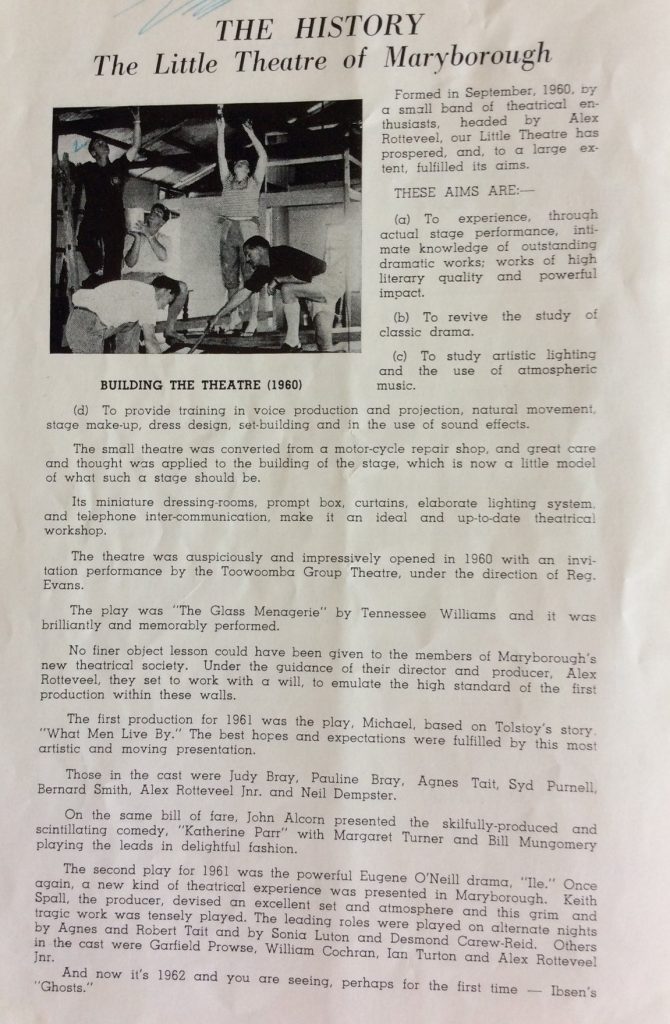 THE HISTORY
The Little Theatre of Maryborough
Formed in September, 1960, by
a small band of theatrical en-
thusiasts, headed by Alex
Rotteveel, our Little Theatre has
prospered, and, to a large ex-
tent, fulfilled its aims.
THESE AIMS ARE:—
(a) To experience, through
actual stage performance, inti-
mate knowledge of outstanding
dramatic works; works of high
literary quality and powerful
impact.
(b) To revive the study of
classic drama.
(c) To study artistic lighting
and the use of atmospheric
music.
BUILDING THE THEATRE (1960)
(d) To provide training in voice production and projection, natural movement,
stage make-up, dress design, set-building and in the use of sound effects.
The small theatre was converted from a motor-cycle repair shop, and great care
and thought was applied to the building of the stage, which is now a little model
of what such a stage should be.
Its miniature dressing-rooms, prompt box, curtains, elaborate lighting system,
and telephone inter-communication, make it an ideal and up-to-date theatrical
workshop.
The theatre was auspiciously and impressively opened in 1960 with an invi-
tation performance by the Toowoomba Group Theatre, under the direction of Reg.
Evans.
The play was "The Glass Menagerie" by Tennessee Williams and it was
brilliantly and memorably performed.
No finer object lesson could have been given to the members of Maryborough's
new theatrical society. Under the guidance of their director and producer, Alex
Rotteveel, they set to work with a will, to emulate the high standard of the first
production within these walls.
The first production for 1961 was the play, Michael, based on Tolstoy's story,
"What Men Live By." The best hopes and expectations were fulfilled by this most
artistic and moving presentation.
Those in the cast were Judy Bray, Pauline Bray, Agnes Tait, Syd Purnell,
Bernard Smith, Alex Rotteveel Jnr. and Neil Dempster.
On the same bill of fare, John Alcorn presented the skilfully-produced and
scintillating comedy, "Katherine Parr" with Margaret Turner and Bill Mungomery
playing the leads in delightful fashion.
The second play for 1961 was the powerful Eugene O'Neill drama, "Ile." Once
again, a new kind of theatrical experience was presented in Maryborough. Keith
Spall, the producer, devised an excellent set and atmosphere and this grim and
tragic work was tensely played. The leading roles were played on alternate nights
by Agnes and Robert Tait and by Sonia Luton and Desmond Carew-Reid. Others
in the cast were Garfield Prowse, William Cochran, Ian Turton and Alex Rotteveel
Jnr.
And now it's 1962 and you are seeing, perhaps for the first time — Ibsen's
"Ghosts."